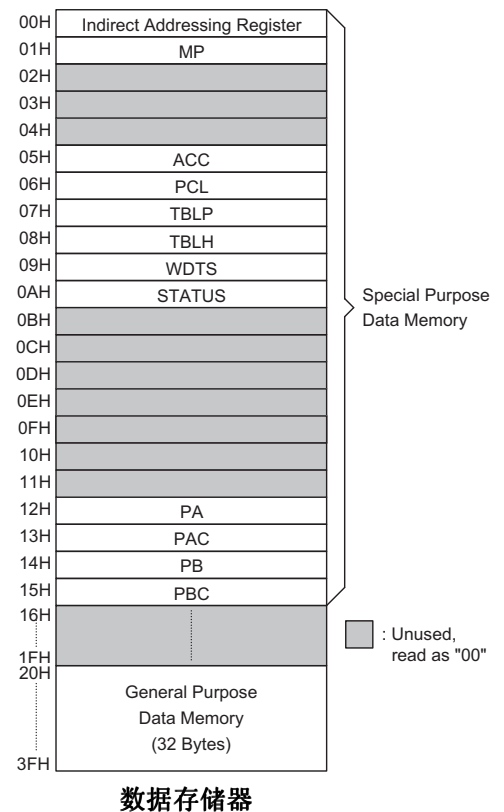 00H Indirect Addressing Register
01H MP
02H
03H
04H
05H ACC
06H PCL
07H TBLP
08H TBLH
09H WDTS
0AH STATUS
0BH
0CH
0DH
0EH
0FH
10H
11H
12H PA
13H PAC
14H PB
15H PBC
16H
1FH
20H
General Purpose
Data Memory
(32 Bytes)
3FH
Special Purpose
Data Memory
: Unused,
read as "00"
数据存储器